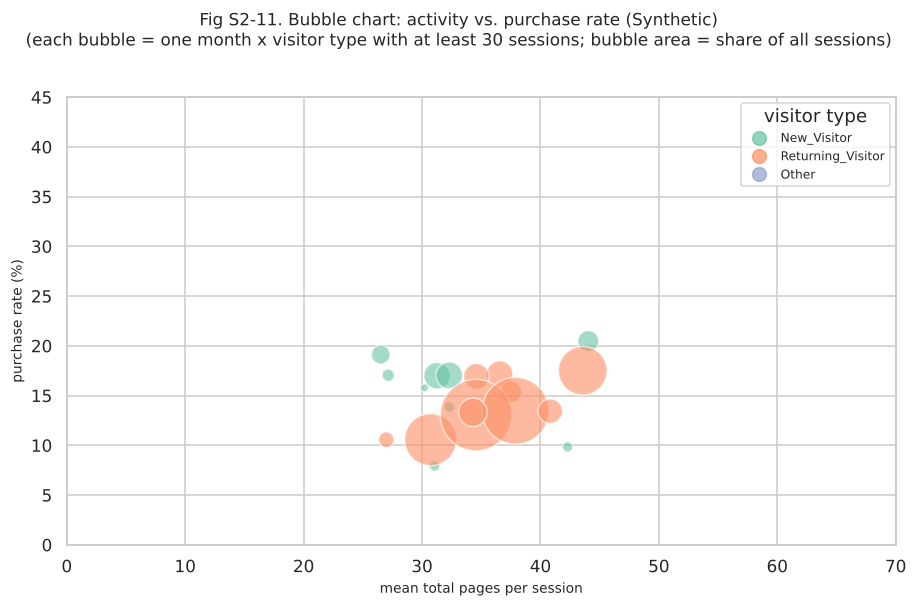 Fig S2-11. Bubble chart: activity vs. purchase rate (Synthetic)
(each bubble = one month x visitor type with at least 30 sessions; bubble area = share of all sessions)
visitor type
New_Visitor
Returning_Visitor
Other
purchase rate (%)
45
40
35
30
25
20
15
10
5
0
0 10 20 30 40 50 60 70
mean total pages per session